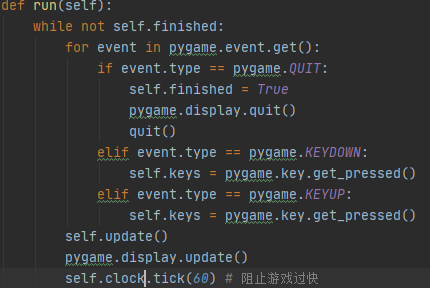 def run(self):
    while not self.finished:
        for event in pygame.event.get():
            if event.type == pygame.QUIT:
                self.finished = True
                pygame.display.quit()
                quit()
            elif event.type == pygame.KEYDOWN:
                self.keys = pygame.key.get_pressed()
            elif event.type == pygame.KEYUP:
                self.keys = pygame.key.get_pressed()
        self.update()
        pygame.display.update()
        self.clock.tick(60) # 阻止游戏过快